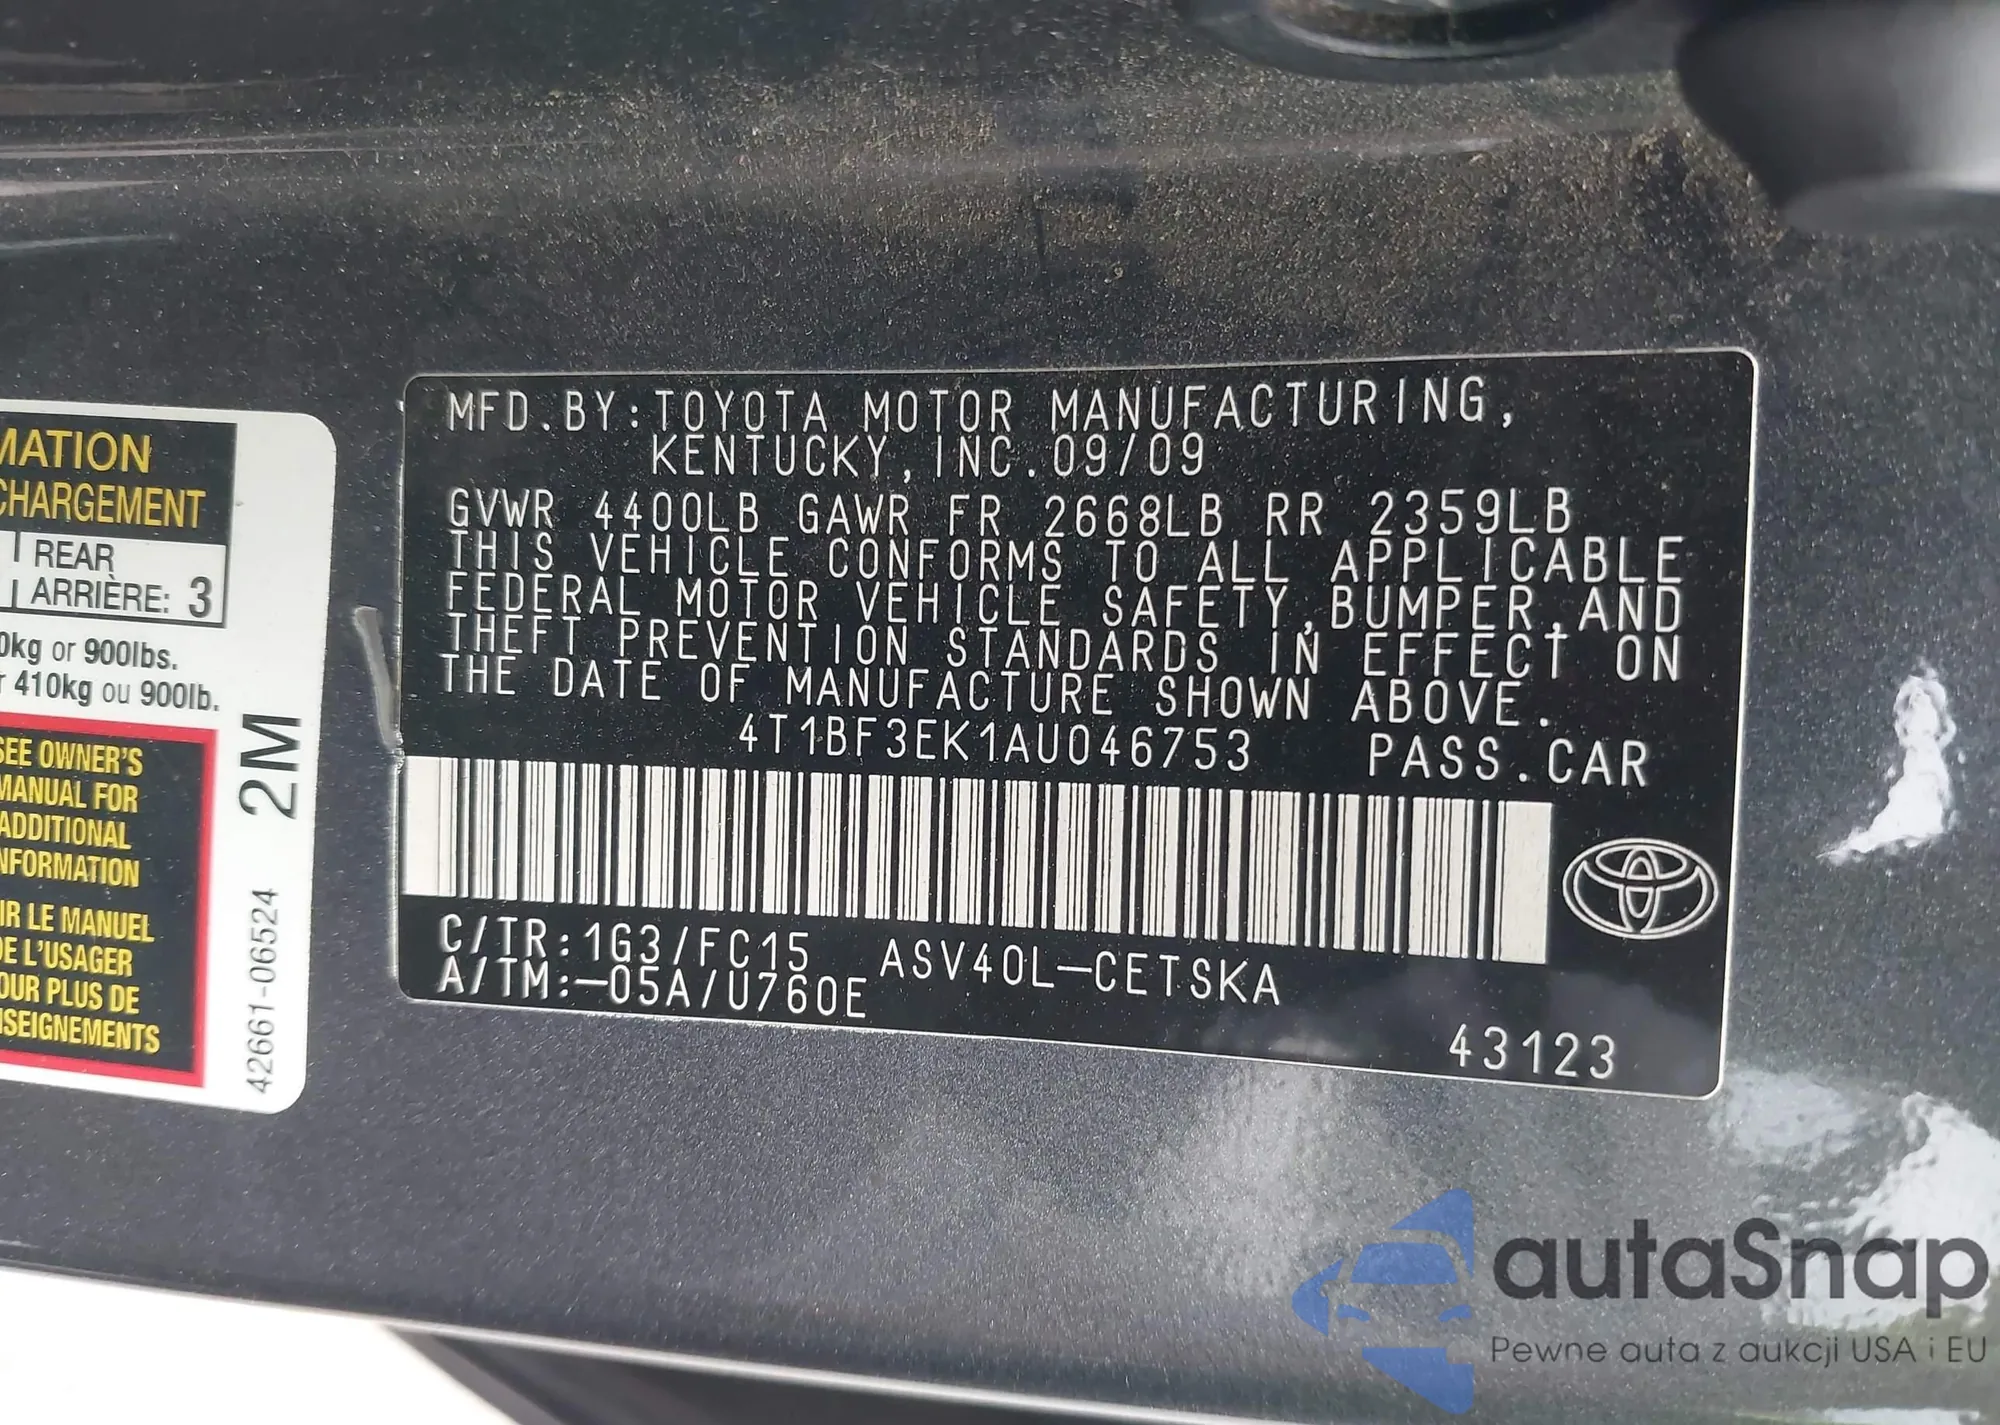 MATION
CHARGEMENT
REAR
ARRIÈRE: 3
0kg or 900lbs.
r 410kg ou 900lb.
SEE OWNER'S
MANUAL FOR
ADDITIONAL
NFORMATION
IR LE MANUEL
DE L'USAGER
OUR PLUS DE
NSEIGNEMENTS
2M
42661-06524
MFD.BY:TOYOTA MOTOR MANUFACTURING,
KENTUCKY,INC.09/09
GVWR 4400LB GAWR FR 2668LB RR 2359LB
THIS VEHICLE CONFORMS TO ALL APPLICABLE
FEDERAL MOTOR VEHICLE SAFETY,BUMPER,AND
THEFT PREVENTION STANDARDS IN EFFECT ON
THE DATE OF MANUFACTURE SHOWN ABOVE.
4T1BF3EK1AU046753 PASS.CAR
C/TR:1G3/FC15 ASV40L-CETSKA
A/TM:-05A/U760E
43123
autaSnap
Pewne auta z aukcji USA i EU